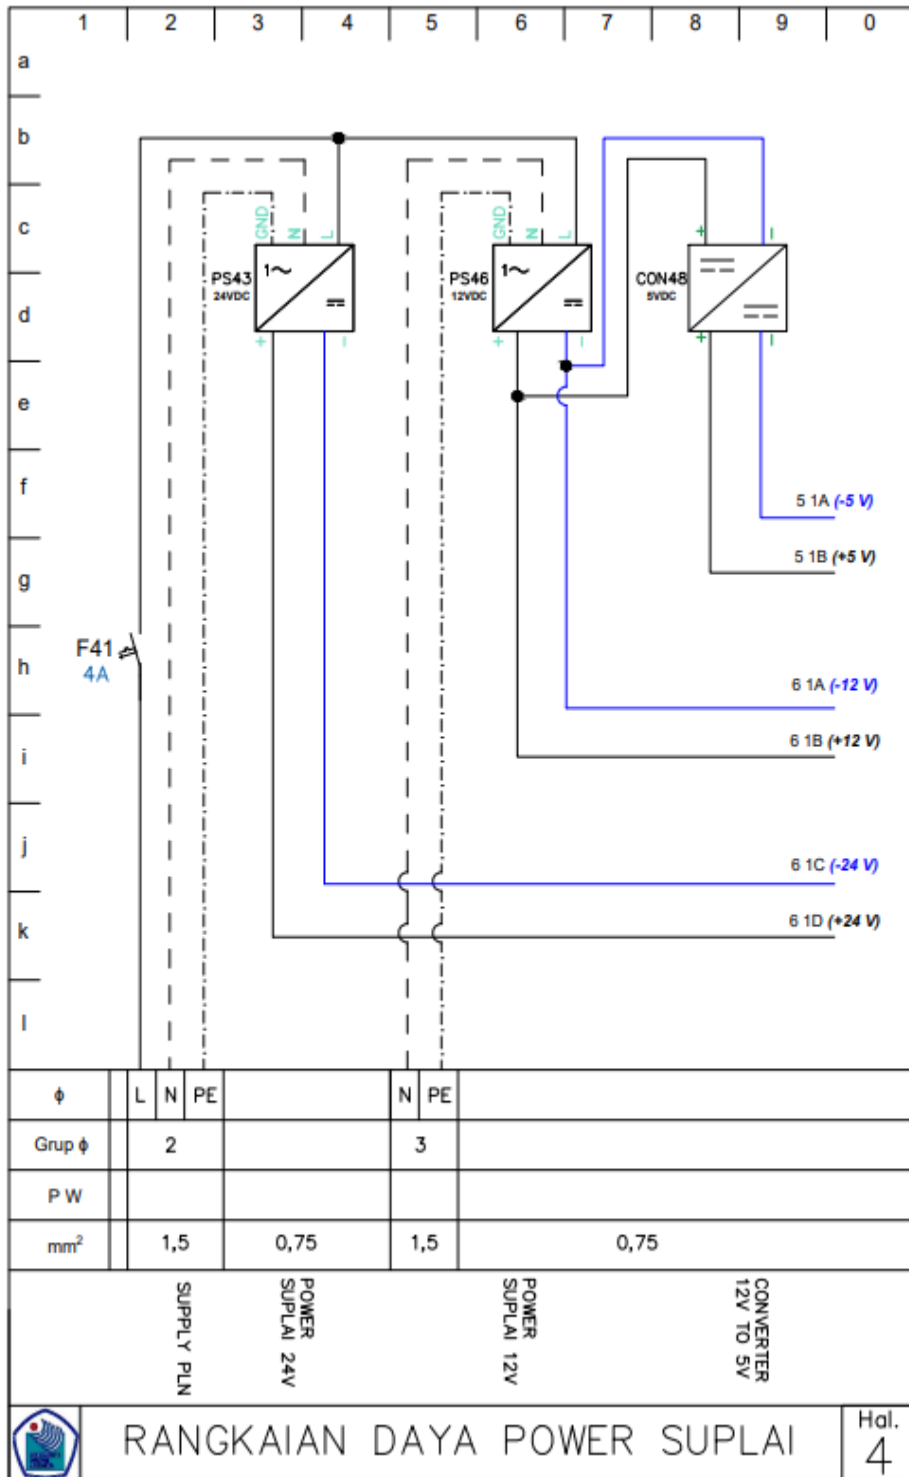 1 2 3 4 5 6 7 8 9 0
a
b
c
d
e
f
g
h
i
j
k
l
GND N L
PS43
24VDC
1~
+ −
GND N L
PS46
12VDC
1~
+ −
+ −
CON48
5VDC
+ −
5 1A (-5 V)
5 1B (+5 V)
F41
4A
6 1A (-12 V)
6 1B (+12 V)
6 1C (-24 V)
6 1D (+24 V)
ϕ L N PE N PE
Grup ϕ 2 3
P W
mm² 1,5 0,75 1,5 0,75
SUPPLY PLN
POWER
SUPLAI 24V
POWER
SUPLAI 12V
CONVERTER
12V TO 5V
RANGKAIAN DAYA POWER SUPLAI
Hal.
4